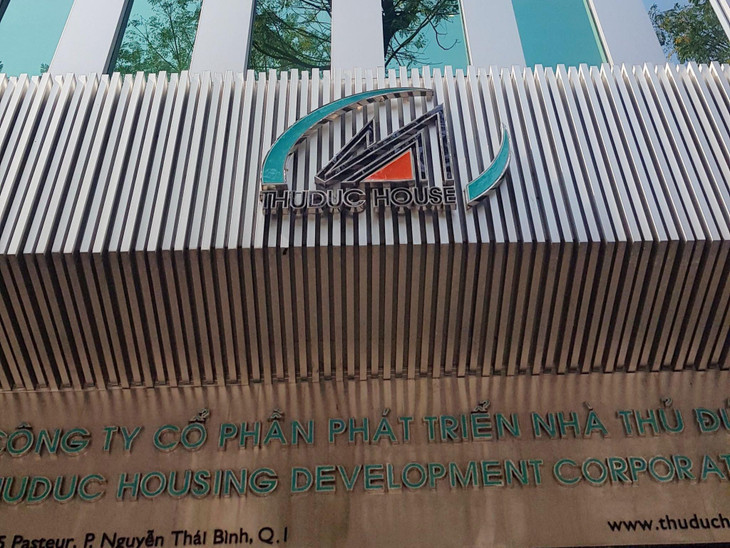 THUDUC HOUSE
CÔNG TY CỔ PHẦN PHÁT TRIỂN NHÀ THỦ ĐỨ
HUDUC HOUSING DEVELOPMENT CORPORAT
5 Pasteur, P. Nguyễn Thái Bình, Q.1
www.thuduch